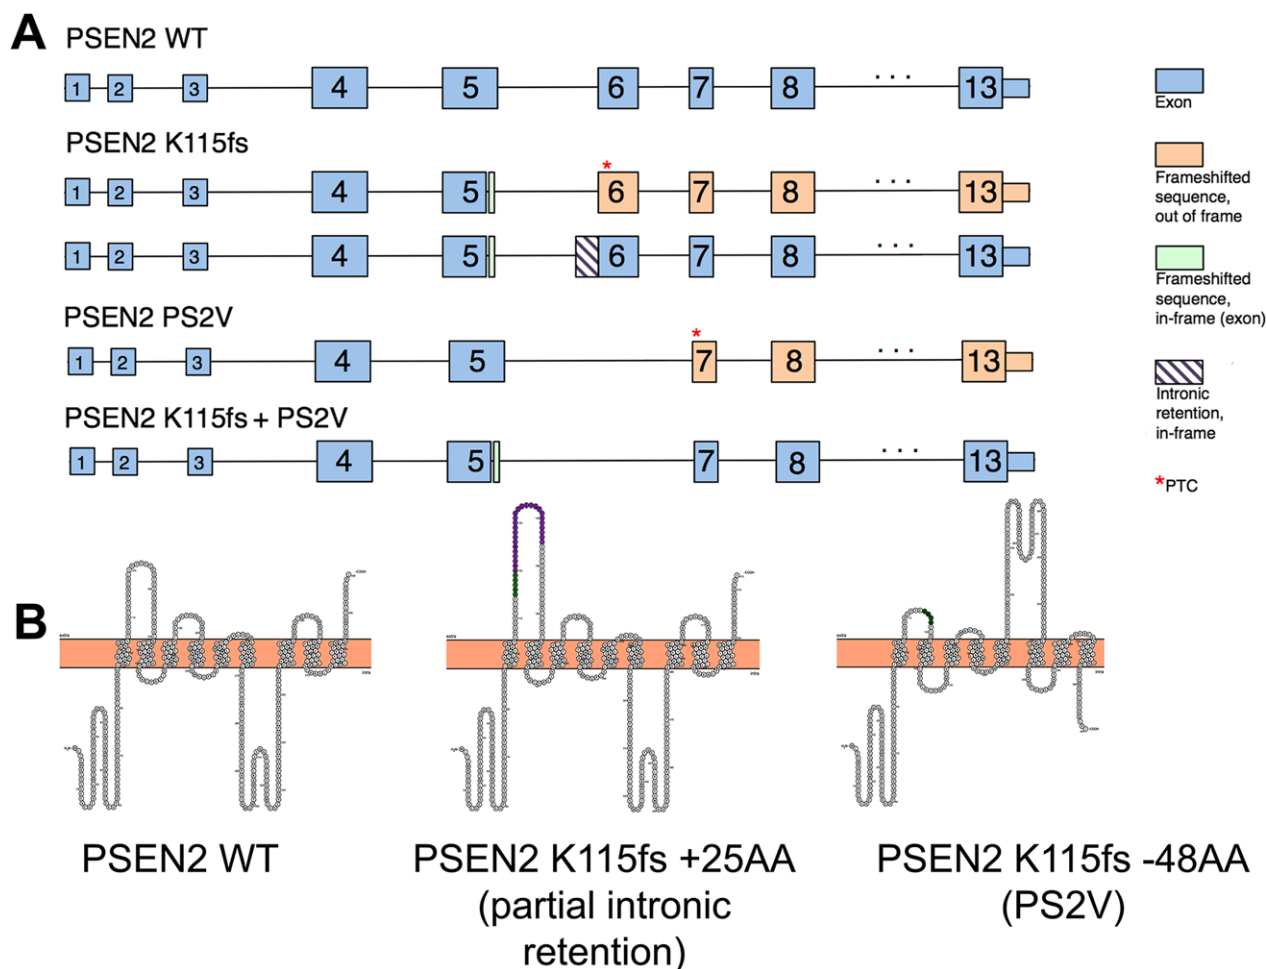 A
PSEN2 WT
1 2 3 4 5 6 7 8 ... 13
PSEN2 K115fs
*
1 2 3 4 5 6 7 8 ... 13
1 2 3 4 5 6 7 8 ... 13
PSEN2 PS2V
*
1 2 3 4 5 7 8 ... 13
PSEN2 K115fs + PS2V
1 2 3 4 5 7 8 ... 13
Exon
Frameshifted
sequence,
out of frame
Frameshifted
sequence,
in-frame (exon)
Intronic
retention,
in-frame
*PTC
B
PSEN2 WT
PSEN2 K115fs +25AA
(partial intronic
retention)
PSEN2 K115fs -48AA
(PS2V)